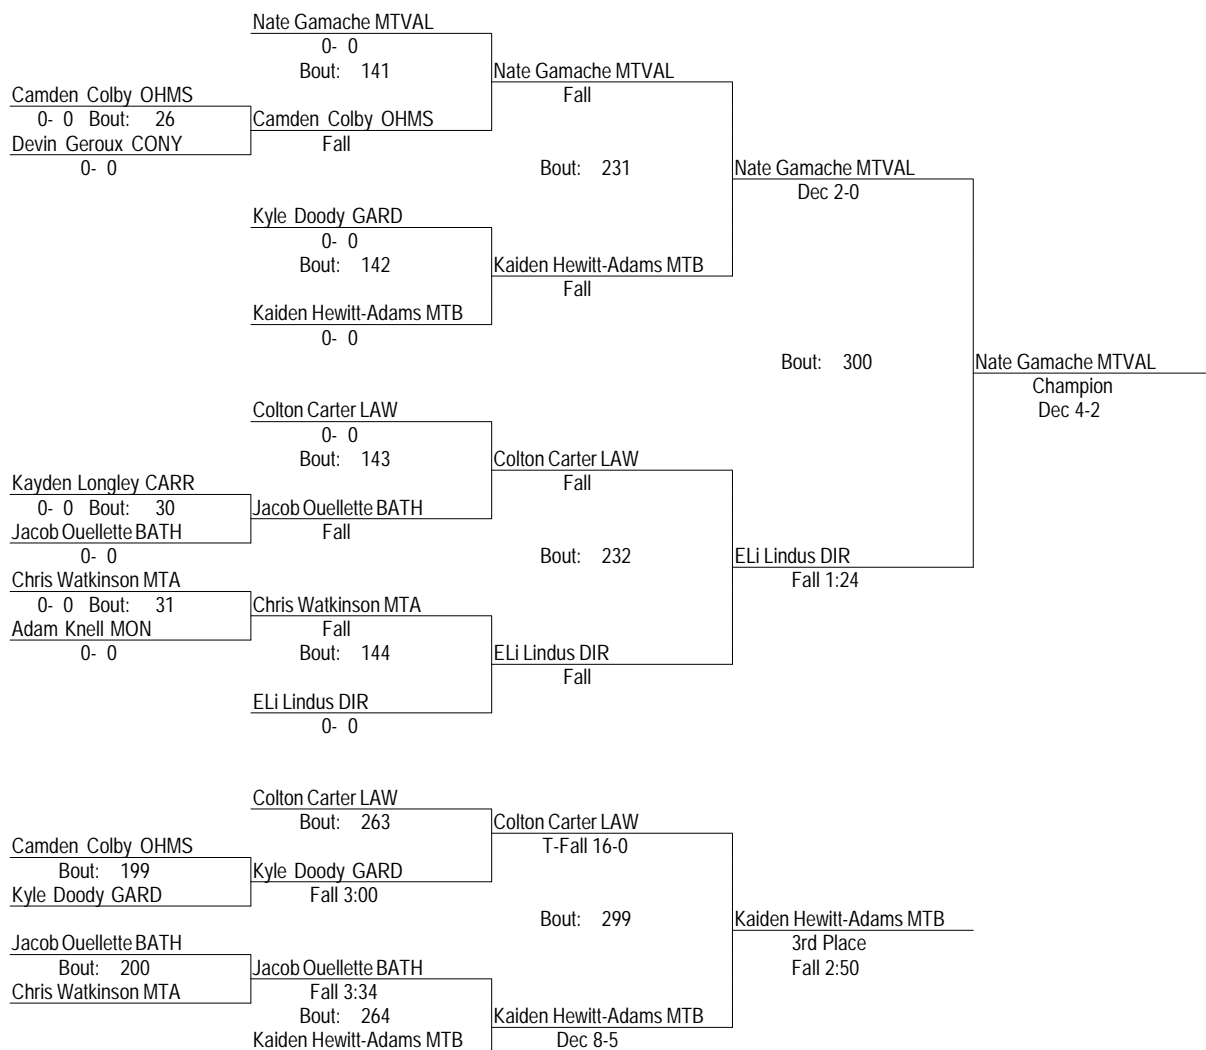 Nate Gamache MTVAL
0- 0
Bout: 141
Nate Gamache MTVAL
Fall
Camden Colby OHMS
0- 0 Bout: 26
Camden Colby OHMS
Fall
Devin Geroux CONY
0- 0
Bout: 231
Nate Gamache MTVAL
Dec 2-0
Kyle Doody GARD
0- 0
Bout: 142
Kaiden Hewitt-Adams MTB
Fall
Kaiden Hewitt-Adams MTB
0- 0
Bout: 300
Nate Gamache MTVAL
Champion
Dec 4-2
Colton Carter LAW
0- 0
Bout: 143
Colton Carter LAW
Fall
Kayden Longley CARR
0- 0 Bout: 30
Jacob Ouellette BATH
Fall
Jacob Ouellette BATH
0- 0
Bout: 232
ELi Lindus DIR
Fall 1:24
Chris Watkinson MTA
0- 0 Bout: 31
Chris Watkinson MTA
Fall
Adam Knell MON
0- 0
Bout: 144
ELi Lindus DIR
Fall
ELi Lindus DIR
0- 0
Colton Carter LAW
Bout: 263
Colton Carter LAW
T-Fall 16-0
Camden Colby OHMS
Bout: 199
Kyle Doody GARD
Fall 3:00
Kyle Doody GARD
Bout: 299
Kaiden Hewitt-Adams MTB
3rd Place
Fall 2:50
Jacob Ouellette BATH
Bout: 200
Jacob Ouellette BATH
Fall 3:34
Chris Watkinson MTA
Bout: 264
Kaiden Hewitt-Adams MTB
Dec 8-5
Kaiden Hewitt-Adams MTB